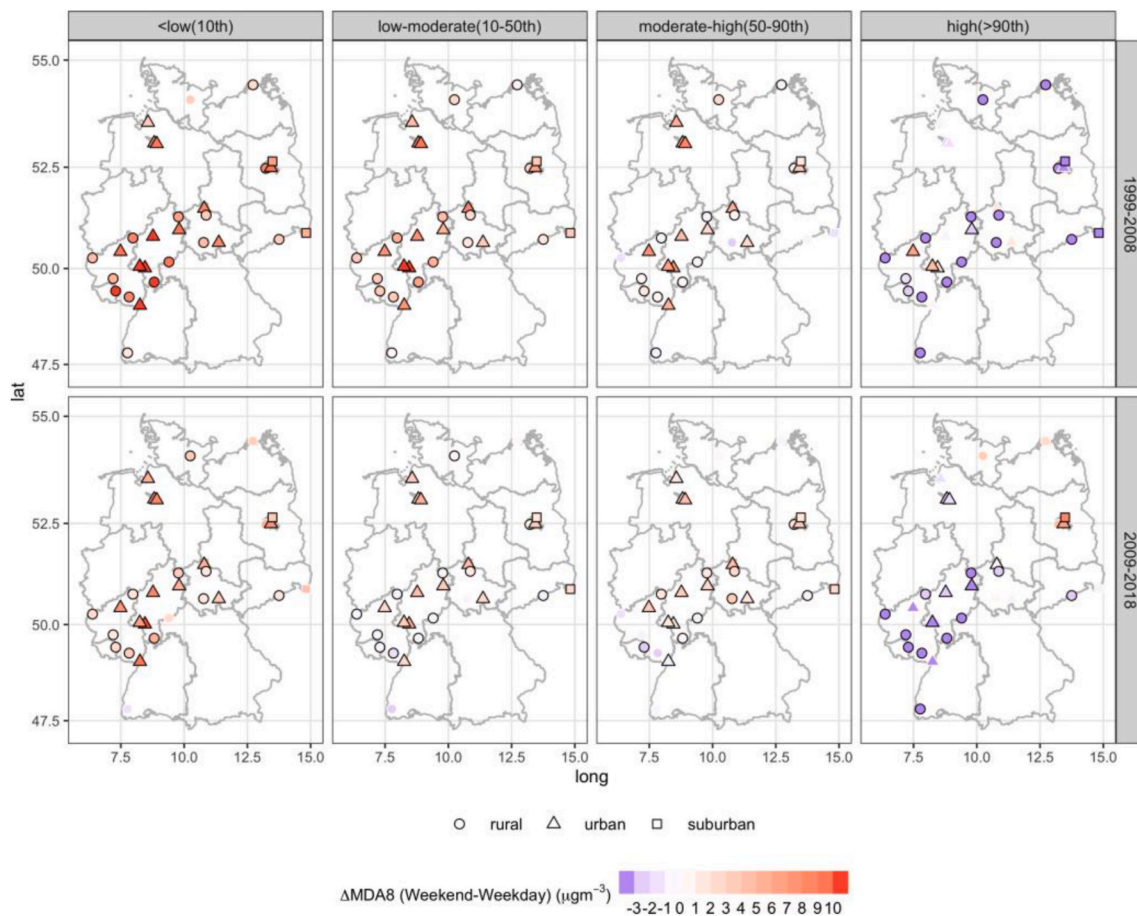 <low(10th) low-moderate(10-50th) moderate-high(50-90th) high(>90th)
55.0
52.5
50.0
47.5
1999-2008
lat
55.0
52.5
50.0
47.5
2009-2018
7.5 10.0 12.5 15.0 7.5 10.0 12.5 15.0 7.5 10.0 12.5 15.0 7.5 10.0 12.5 15.0
long
rural urban suburban
ΔMDA8 (Weekend-Weekday) (μgm⁻³)
-3 -2 -1 0 1 2 3 4 5 6 7 8 9 10